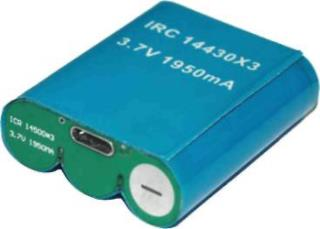 IRC 14430X3
3.7V 1950mA
ICR 14500X3
3.7V 1950MA